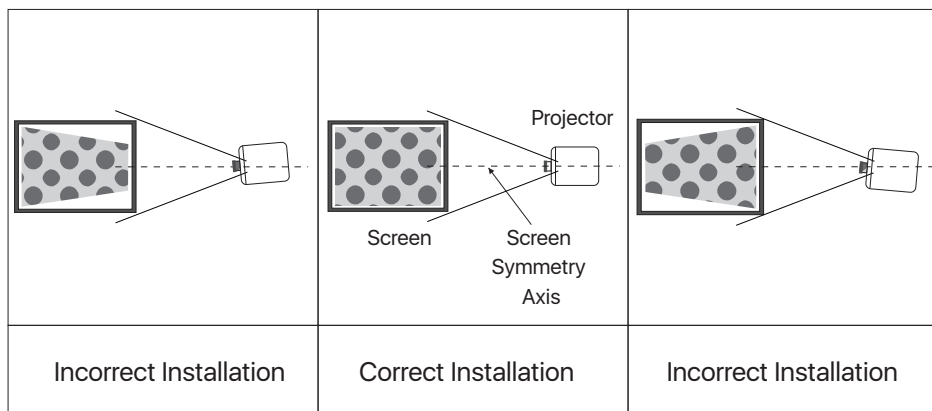 Projector
Screen
Screen
Symmetry
Axis
Incorrect Installation
Correct Installation
Incorrect Installation